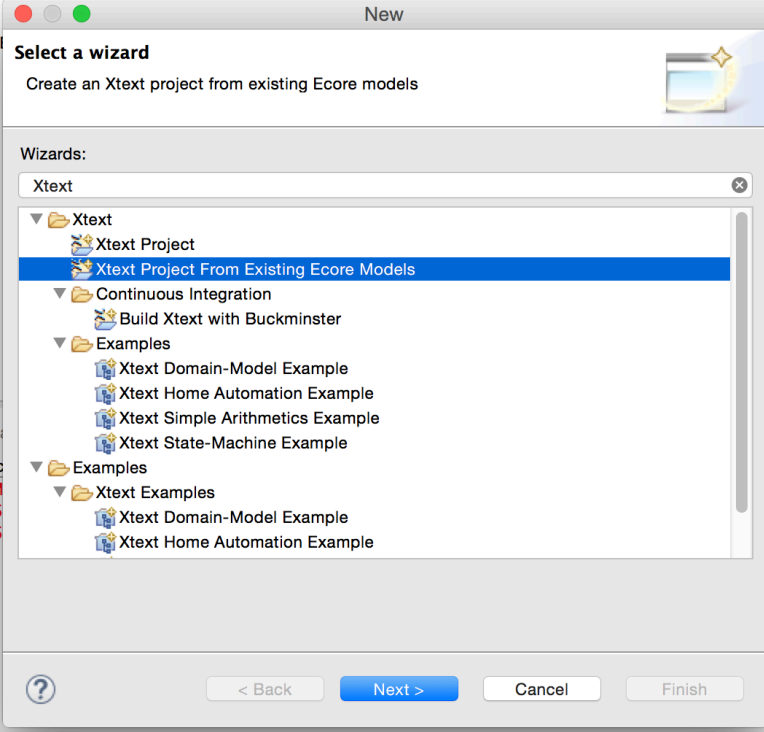 New
Select a wizard
Create an Xtext project from existing Ecore models
Wizards:
Xtext
Xtext
Xtext Project
Xtext Project From Existing Ecore Models
Continuous Integration
Build Xtext with Buckminster
Examples
Xtext Domain-Model Example
Xtext Home Automation Example
Xtext Simple Arithmetics Example
Xtext State-Machine Example
Examples
Xtext Examples
Xtext Domain-Model Example
Xtext Home Automation Example
?
< Back
Next >
Cancel
Finish